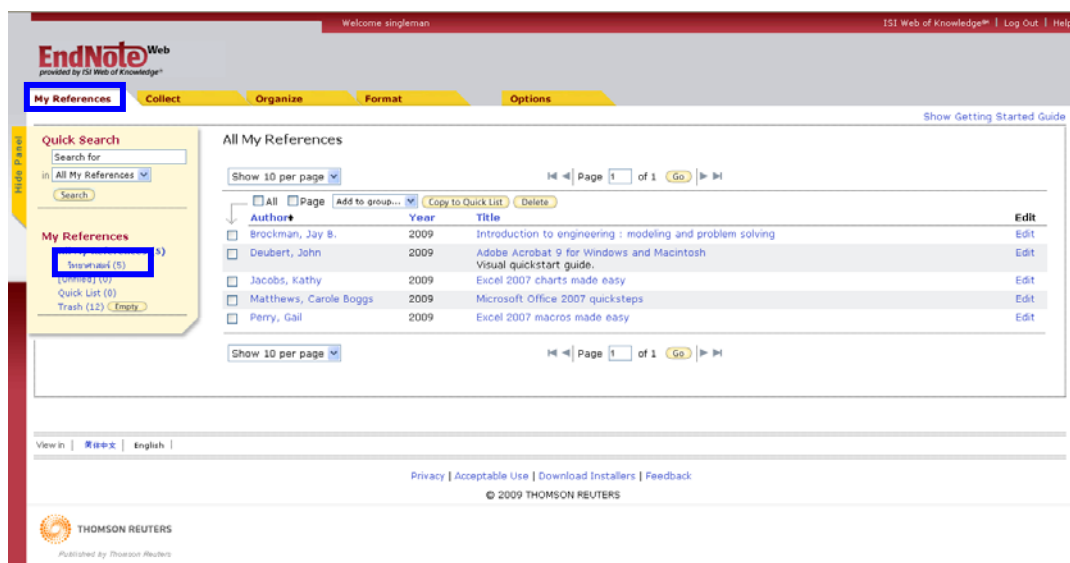 Welcome singleman
ISI Web of Knowledge℠ | Log Out | Help
EndNote Web
provided by ISI Web of Knowledge℠
My References
Collect
Organize
Format
Options
Show Getting Started Guide
Hide Panel
Quick Search
Search for
in All My References
Search
My References
วิทยาศาสตร์ (5)
[Unfiled] (0)
Quick List (0)
Trash (12) Empty
All My References
Show 10 per page
Page 1 of 1 Go
All Page Add to group... Copy to Quick List Delete
Author Year Title Edit
Brockman, Jay B. 2009 Introduction to engineering : modeling and problem solving Edit
Deubert, John 2009 Adobe Acrobat 9 for Windows and Macintosh Edit
Visual quickstart guide.
Jacobs, Kathy 2009 Excel 2007 charts made easy Edit
Matthews, Carole Boggs 2009 Microsoft Office 2007 quicksteps Edit
Perry, Gail 2009 Excel 2007 macros made easy Edit
Show 10 per page
Page 1 of 1 Go
View in | 简体中文 | English |
Privacy | Acceptable Use | Download Installers | Feedback
© 2009 THOMSON REUTERS
THOMSON REUTERS
Published by Thomson Reuters